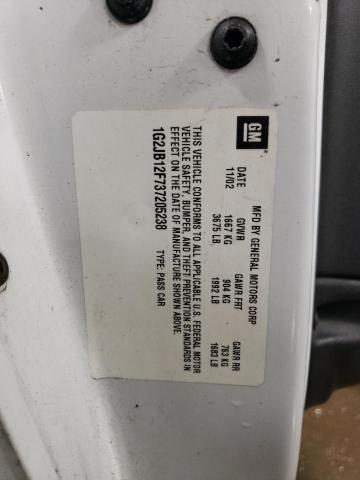 GM
MFD BY GENERAL MOTORS CORP
DATE GVWR GAWR FRT GAWR RR
11/02 1667 KG 904 KG 763 KG
3675 LB 1992 LB 1683 LB
THIS VEHICLE CONFORMS TO ALL APPLICABLE U.S. FEDERAL MOTOR
VEHICLE SAFETY, BUMPER, AND THEFT PREVENTION STANDARDS IN
EFFECT ON THE DATE OF MANUFACTURE SHOWN ABOVE.
1G2JB12F737205238 TYPE: PASS CAR